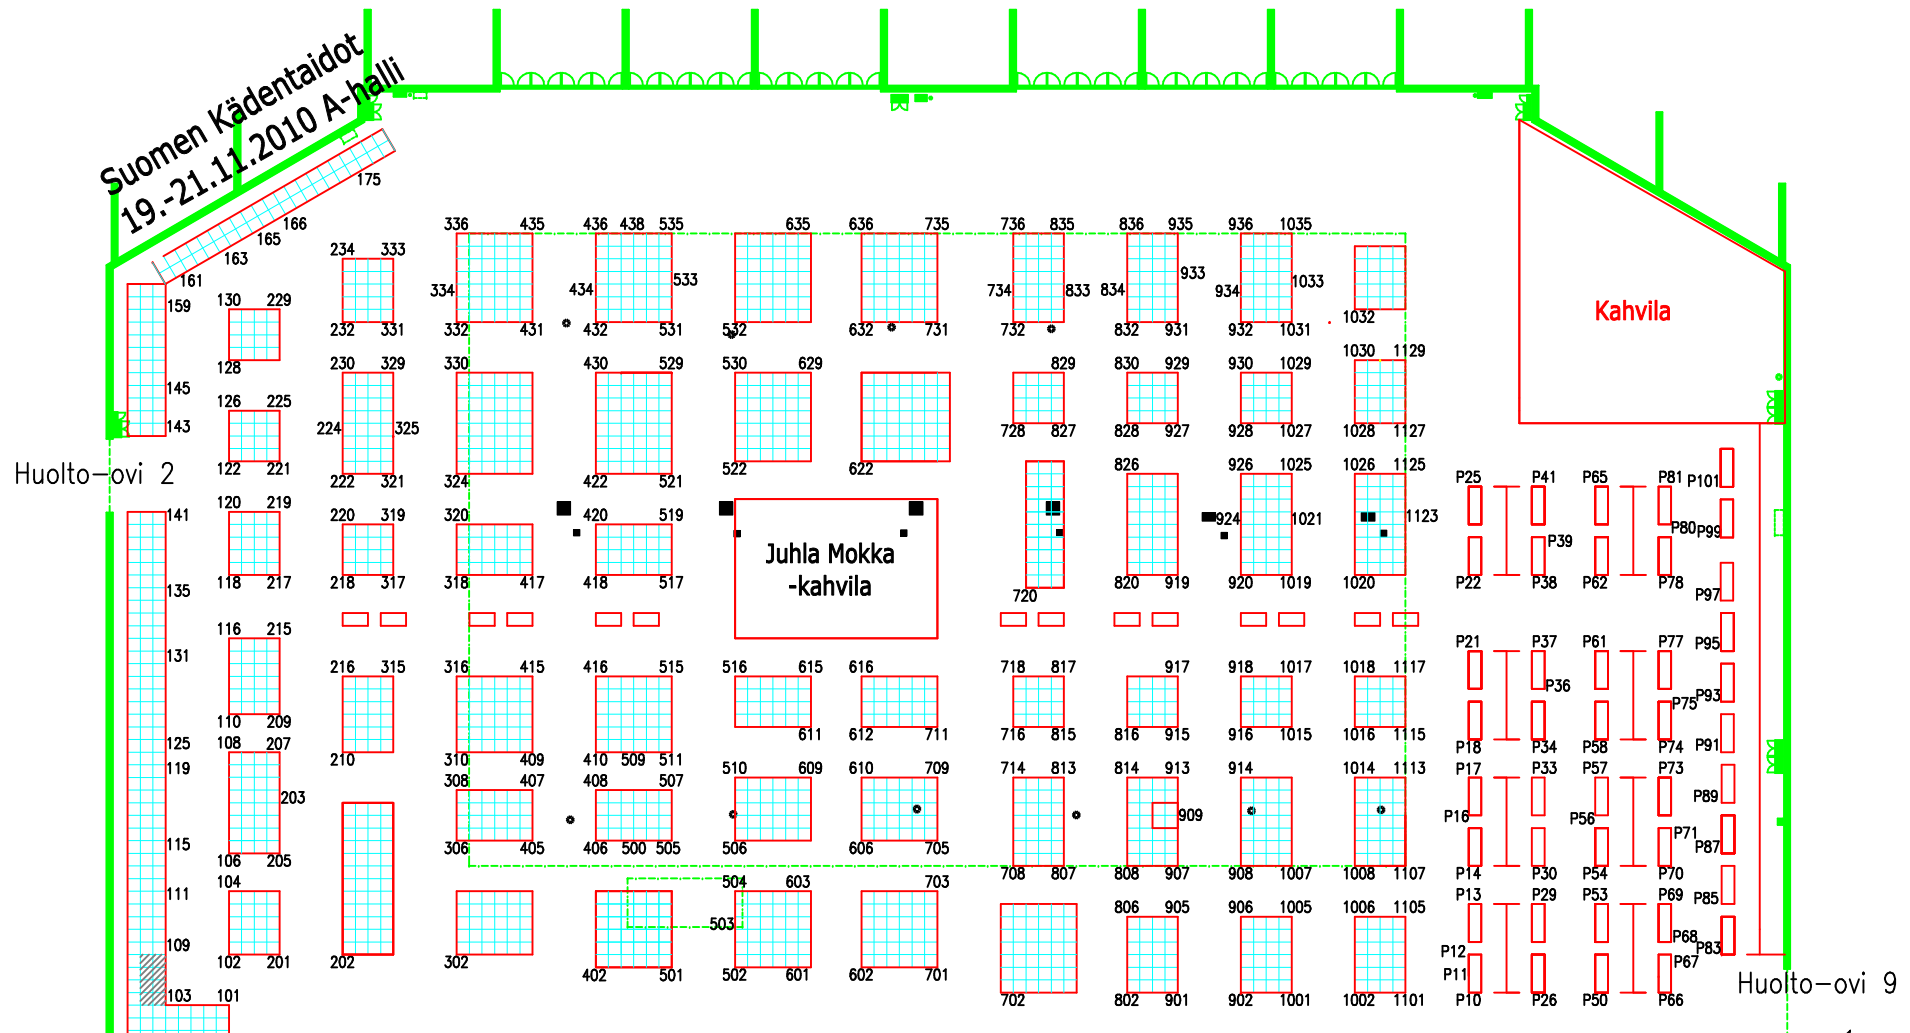 Suomen Kädentaidot
19.-21.11.2010 A-halli
175
166
165
163
161
159
336 435 436 438 535 635 636 735 736 835 836 935 936 1035
234 333
334 434 533 734 833 834 933 934 1033
130 229
232 331 332 431 432 531 532 632 731 732 832 931 932 1031 1032
Kahvila
128
230 329 330 430 529 530 629 829 830 929 930 1029 1030 1129
145
126 225
143
224 325
728 827 828 927 928 1027 1028 1127
122 221
222 321 324 422 521 522 622 826 926 1025 1026 1125
Huolto-ovi 2
P25 P41 P65 P81 P101
141
120 219
220 319 320 420 519 924 1021 1123
P39 P80 P99
Juhla Mokka
-kahvila
118 217 218 317 318 417 418 517 820 919 920 1019 1020
P22 P38 P62 P78
135
720
P97
116 215
P21 P37 P61 P77 P95
131
216 315 316 415 416 515 516 615 616 718 817 917 918 1017 1018 1117
P36 P75 P93
110 209
611 612 711 716 815 816 915 916 1015 1016 1115
125
108 207
P18 P34 P58 P74 P91
210 310 409 410 509 511
119
308 407 408 507 510 609 610 709 714 813 814 913 914 1014 1113
P17 P33 P57 P73
203
P89
909
P16 P56
115
306 405 406 500 505 506 606 705
P71 P87
106 205
708 807 808 907 908 1007 1008 1107
P14 P30 P54 P70
104
504 603 703
111
P13 P29 P53 P69 P85
806 905 906 1005 1006 1105
503
109
P12 P68 P83
102 201 202 302 402 501 502 601 602 701
P11 P67
103 101
702 802 901 902 1001 1002 1101
P10 P26 P50 P66
Huolto-ovi 9